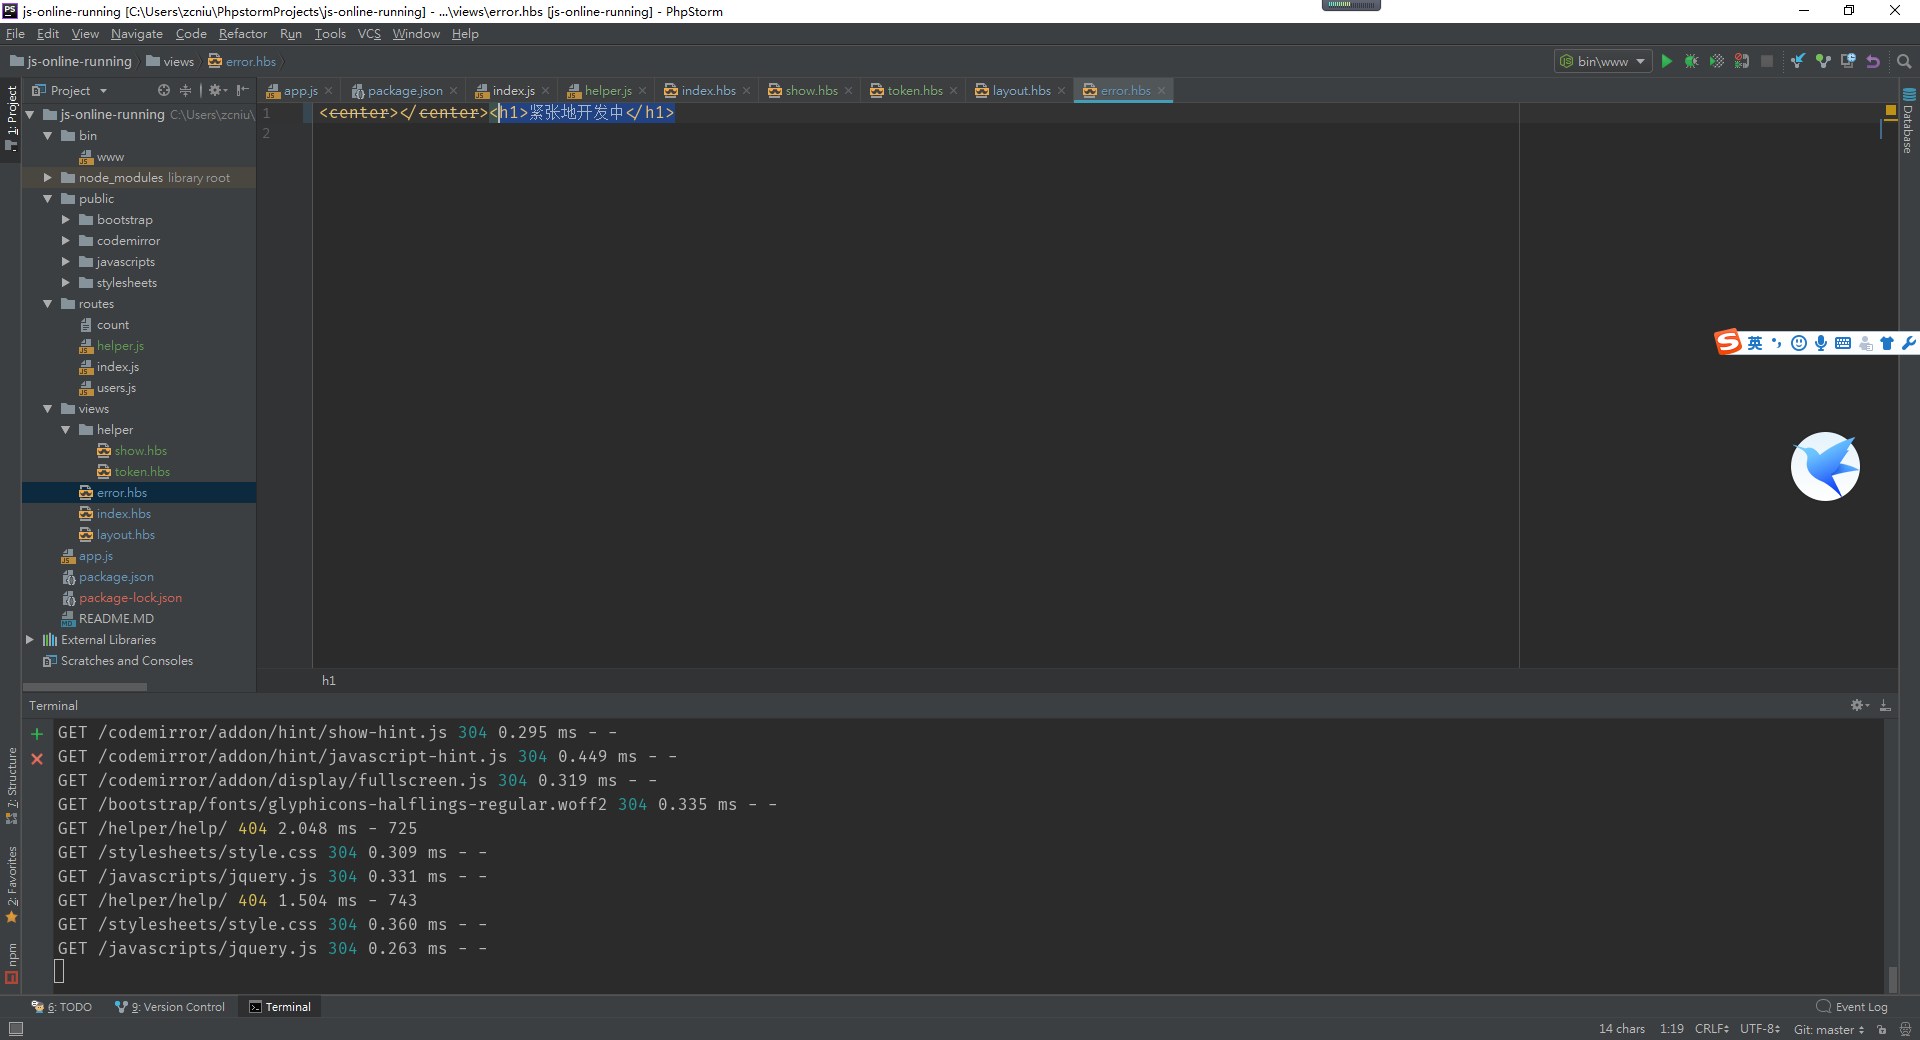 js-online-running [C:\Users\zcniu\PhpstormProjects\js-online-running] - ...\views\error.hbs [js-online-running] - PhpStorm
File Edit View Navigate Code Refactor Run Tools VCS Window Help
js-online-running views error.hbs bin\www
1: Project
Project
app.js package.json index.js helper.js index.hbs show.hbs token.hbs layout.hbs error.hbs
js-online-running C:\Users\zcniu\
bin
www
node_modules library root
public
bootstrap
codemirror
javascripts
stylesheets
routes
count
helper.js
index.js
users.js
views
helper
show.hbs
token.hbs
error.hbs
index.hbs
layout.hbs
app.js
package.json
package-lock.json
README.MD
External Libraries
Scratches and Consoles
1 <center></center><h1>紧张地开发中</h1>
2
h1
Database
英
Terminal
GET /codemirror/addon/hint/show-hint.js 304 0.295 ms - -
GET /codemirror/addon/hint/javascript-hint.js 304 0.449 ms - -
GET /codemirror/addon/display/fullscreen.js 304 0.319 ms - -
GET /bootstrap/fonts/glyphicons-halflings-regular.woff2 304 0.335 ms - -
GET /helper/help/ 404 2.048 ms - 725
GET /stylesheets/style.css 304 0.309 ms - -
GET /javascripts/jquery.js 304 0.331 ms - -
GET /helper/help/ 404 1.504 ms - 743
GET /stylesheets/style.css 304 0.360 ms - -
GET /javascripts/jquery.js 304 0.263 ms - -
7: Structure
2: Favorites
npm
6: TODO 9: Version Control Terminal Event Log
14 chars 1:19 CRLF UTF-8 Git: master